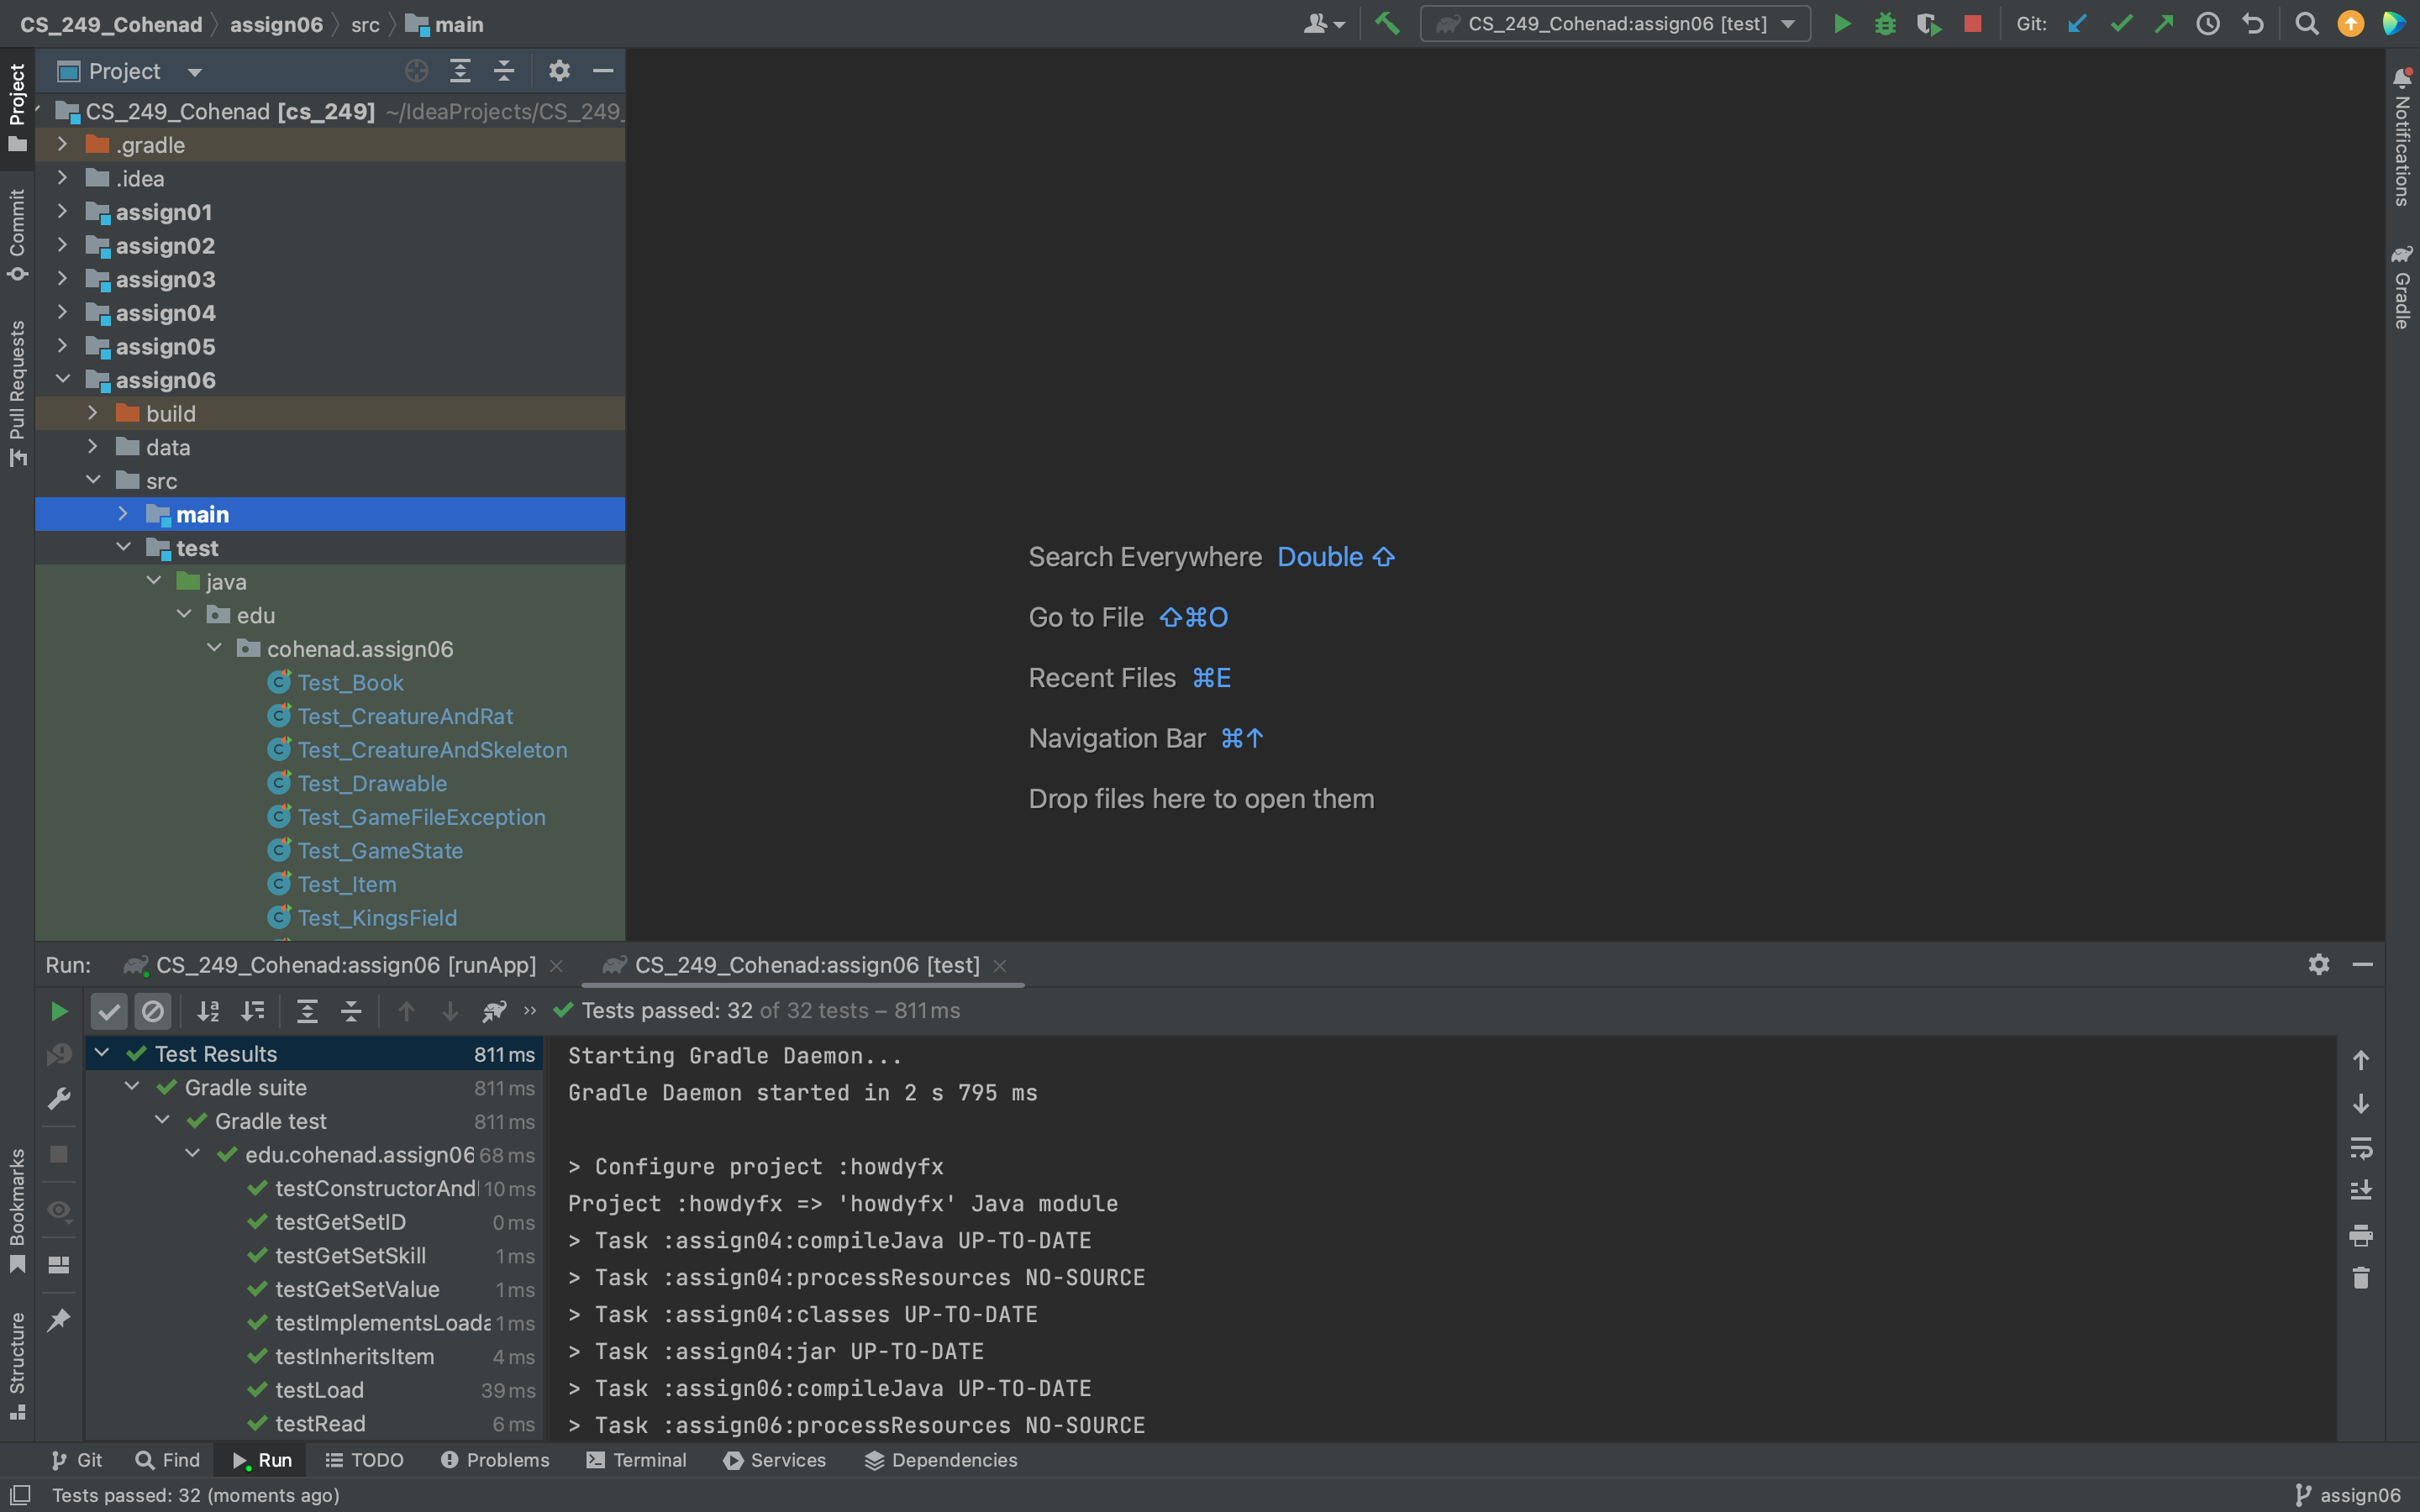 CS_249_Cohenad
assign06
src
main
CS_249_Cohenad:assign06 [test]
Git:
Project
CS_249_Cohenad [cs_249] ~/IdeaProjects/CS_249_
.gradle
.idea
assign01
assign02
assign03
assign04
assign05
assign06
build
data
src
main
test
java
edu
cohenad.assign06
Test_Book
Test_CreatureAndRat
Test_CreatureAndSkeleton
Test_Drawable
Test_GameFileException
Test_GameState
Test_Item
Test_KingsField
Project
Commit
Pull Requests
Bookmarks
Structure
Search Everywhere Double ⇧
Go to File ⇧⌘O
Recent Files ⌘E
Navigation Bar ⌘↑
Drop files here to open them
Notifications
Gradle
Run:
CS_249_Cohenad:assign06 [runApp]
CS_249_Cohenad:assign06 [test]
Tests passed: 32 of 32 tests – 811 ms
Test Results 811 ms
Gradle suite 811 ms
Gradle test 811 ms
edu.cohenad.assign06 68 ms
testConstructorAnd 10 ms
testGetSetID 0 ms
testGetSetSkill 1 ms
testGetSetValue 1 ms
testImplementsLoada 1 ms
testInheritsItem 4 ms
testLoad 39 ms
testRead 6 ms
Starting Gradle Daemon...
Gradle Daemon started in 2 s 795 ms
> Configure project :howdyfx
Project :howdyfx => 'howdyfx' Java module
> Task :assign04:compileJava UP-TO-DATE
> Task :assign04:processResources NO-SOURCE
> Task :assign04:classes UP-TO-DATE
> Task :assign04:jar UP-TO-DATE
> Task :assign06:compileJava UP-TO-DATE
> Task :assign06:processResources NO-SOURCE
Git
Find
Run
TODO
Problems
Terminal
Services
Dependencies
Tests passed: 32 (moments ago)
assign06